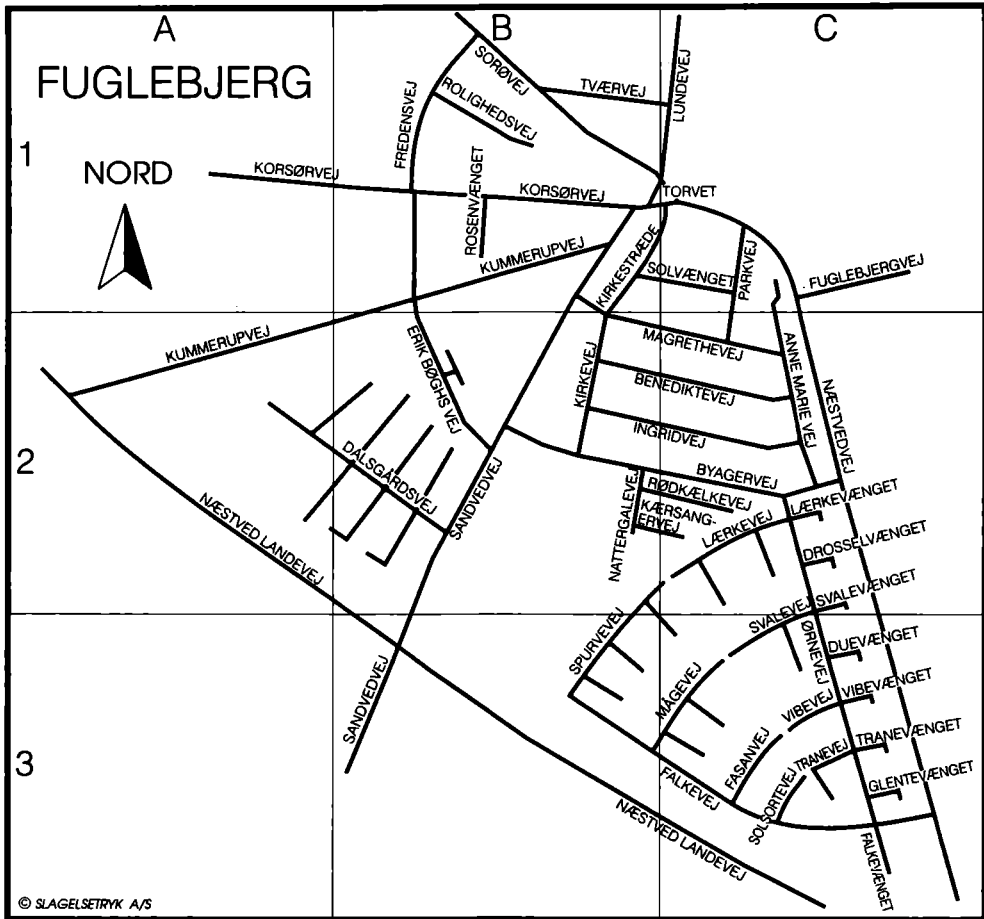 A
B
C
FUGLEBJERG
1
NORD
2
3
SORØVEJ
TVÆRVEJ
LUNDEVEJ
ROLIGHEDSVEJ
FREDENSVEJ
KORSØRVEJ
ROSENVÆNGET
KORSØRVEJ
TORVET
KUMMERUPVEJ
KIRKESTRÆDE
SOLVÆNGET
PARKVEJ
FUGLEBJERGVEJ
KUMMERUPVEJ
ERIK BØGHS VEJ
MAGRETHEVEJ
ANNE MARIE VEJ
NÆSTVEDVEJ
KIRKEVEJ
BENEDIKTEVEJ
INGRIDVEJ
DALSGÅRDSVEJ
SANDVEDVEJ
BYAGERVEJ
NATTERGALEVEJ
RØDKÆLKEVEJ
KÆRSANG-
ERVEJ
LÆRKEVEJ
LÆRKEVÆNGET
NÆSTVED LANDEVEJ
DROSSELVÆNGET
SVALEVEJ
SVALEVÆNGET
SPURVEVEJ
ØRNEVEJ
DUEVÆNGET
MÅGEVEJ
SANDVEDVEJ
VIBEVEJ
VIBEVÆNGET
FASANVEJ
TRANEVEJ
TRANEVÆNGET
FALKEVEJ
SOLSORTEVEJ
GLENTEVÆNGET
NÆSTVED LANDEVEJ
FALKEVÆNGET
© SLAGELSETRYK A/S